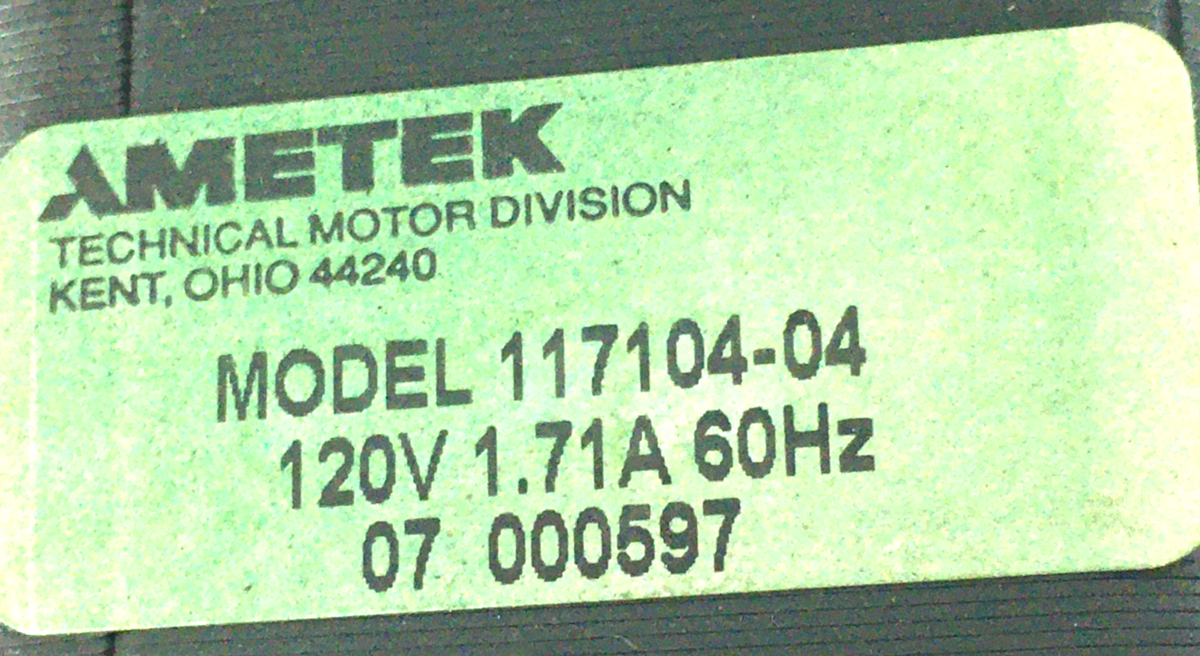 AMETEK
TECHNICAL MOTOR DIVISION
KENT, OHIO 44240
MODEL 117104-04
120V 1.71A 60Hz
07 000597